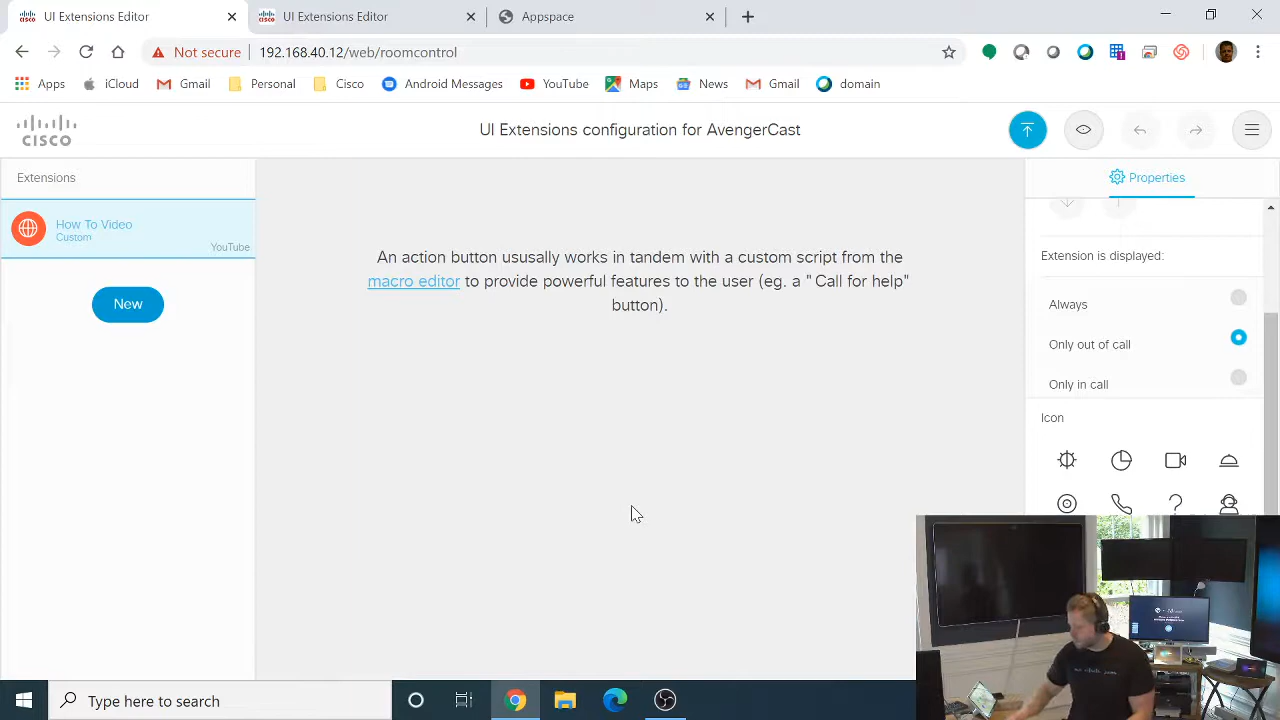 UI Extensions Editor
UI Extensions Editor
Appspace
Not secure
192.168.40.12/web/roomcontrol
Apps
iCloud
Gmail
Personal
Cisco
Android Messages
YouTube
Maps
News
Gmail
domain
CISCO
UI Extensions configuration for AvengerCast
Extensions
Properties
How To Video
Custom
YouTube
New
An action button ususally works in tandem with a custom script from the
macro editor to provide powerful features to the user (eg. a "Call for help"
button).
Extension is displayed:
Always
Only out of call
Only in call
Icon
Type here to search